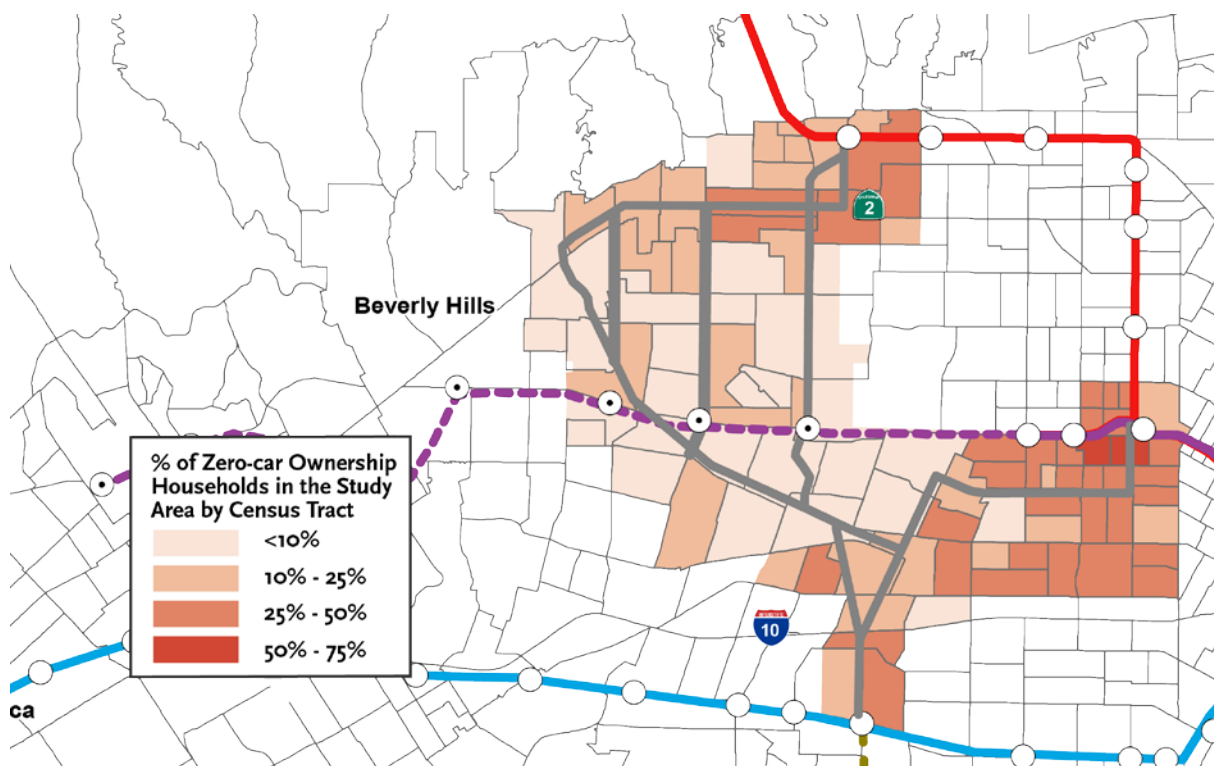 2
Beverly Hills
% of Zero-car Ownership
Households in the Study
Area by Census Tract
<10%
10% - 25%
25% - 50%
50% - 75%
10
ca